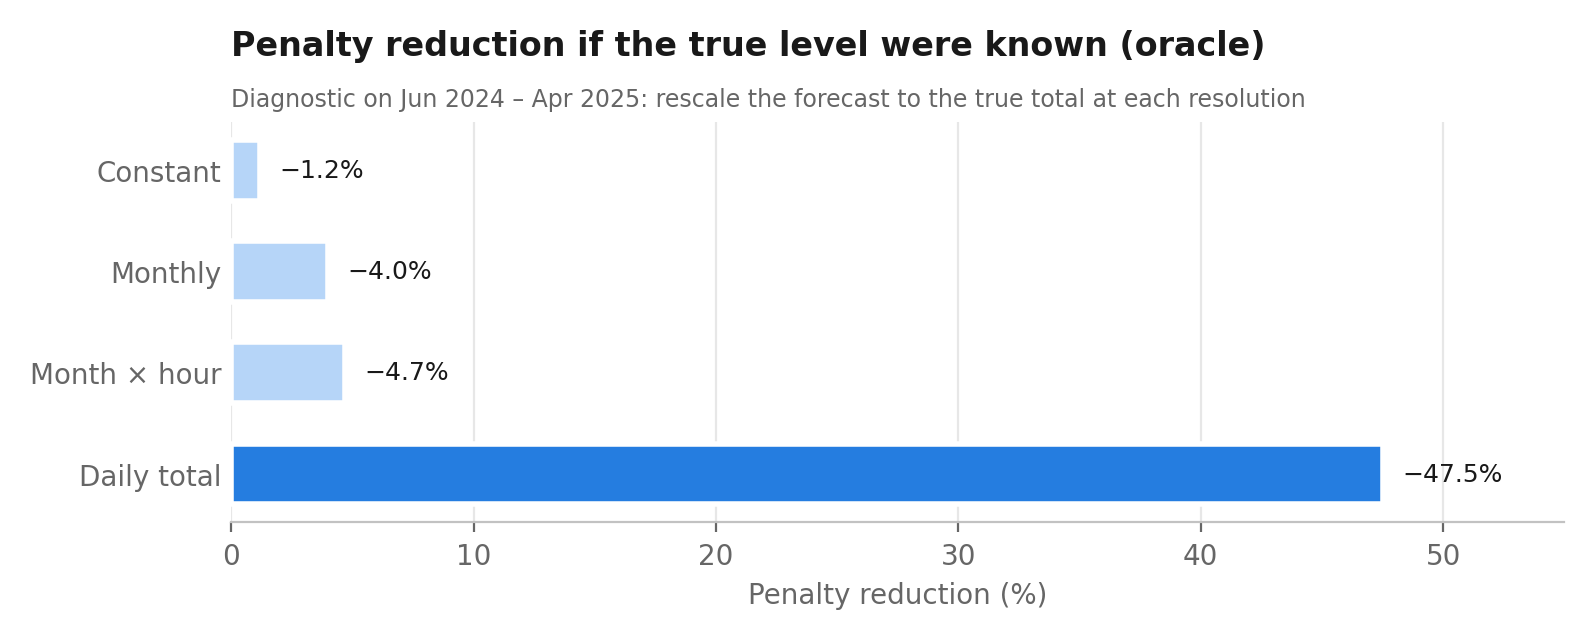 Penalty reduction if the true level were known (oracle)
Diagnostic on Jun 2024 – Apr 2025: rescale the forecast to the true total at each resolution
Constant −1.2%
Monthly −4.0%
Month × hour −4.7%
Daily total −47.5%
0 10 20 30 40 50
Penalty reduction (%)